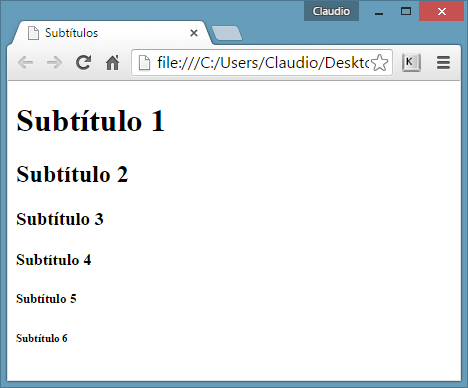 Claudio
Subtítulos
file:///C:/Users/Claudio/Deskto
K
Subtítulo 1
Subtítulo 2
Subtítulo 3
Subtítulo 4
Subtítulo 5
Subtítulo 6